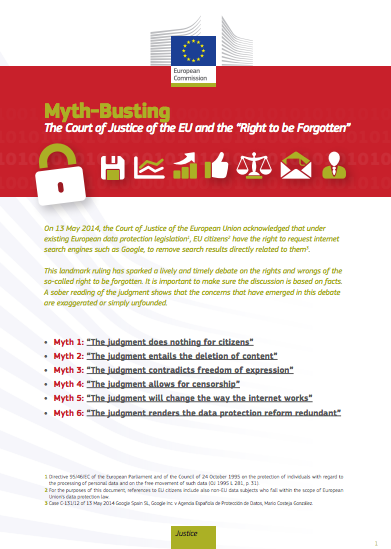 European
Commission
Myth-Busting
The Court of Justice of the EU and the "Right to be Forgotten"
On 13 May 2014, the Court of Justice of the European Union acknowledged that under
existing European data protection legislation1, EU citizens2 have the right to request internet
search engines such as Google, to remove search results directly related to them3.
This landmark ruling has sparked a lively and timely debate on the rights and wrongs of the
so-called right to be forgotten. It is important to make sure the discussion is based on facts.
A sober reading of the judgment shows that the concerns that have emerged in this debate
are exaggerated or simply unfounded.
• Myth 1: "The judgment does nothing for citizens"
• Myth 2: "The judgment entails the deletion of content"
• Myth 3: "The judgment contradicts freedom of expression"
• Myth 4: "The judgment allows for censorship"
• Myth 5: "The judgment will change the way the internet works"
• Myth 6: "The judgment renders the data protection reform redundant"
1 Directive 95/46/EC of the European Parliament and of the Council of 24 October 1995 on the protection of individuals with regard to
the processing of personal data and on the free movement of such data (OJ 1995 L 281, p. 31)
2 For the purposes of this document, references to EU citizens include also non-EU data subjects who fall within the scope of European
Union's data protection law.
3 Case C-131/12 of 13 May 2014 Google Spain SL, Google Inc v Agencia Española de Protección de Datos, Mario Costeja González.
Justice
1